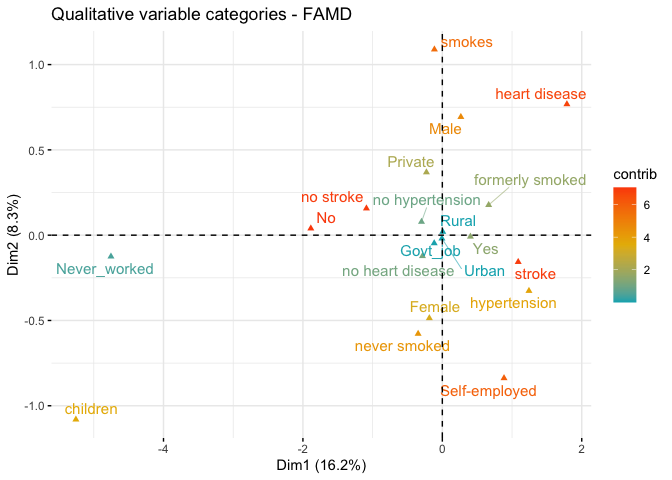 Qualitative variable categories - FAMD
smokes
heart disease
Male
Private
formerly smoked
no stroke
no hypertension
No
Rural
Govt_job
Yes
Never_worked
no heart disease
Urban
stroke
hypertension
Female
never smoked
Self-employed
children
1.0
0.5
0.0
-0.5
-1.0
Dim2 (8.3%)
-4
-2
0
2
Dim1 (16.2%)
contrib
6
4
2